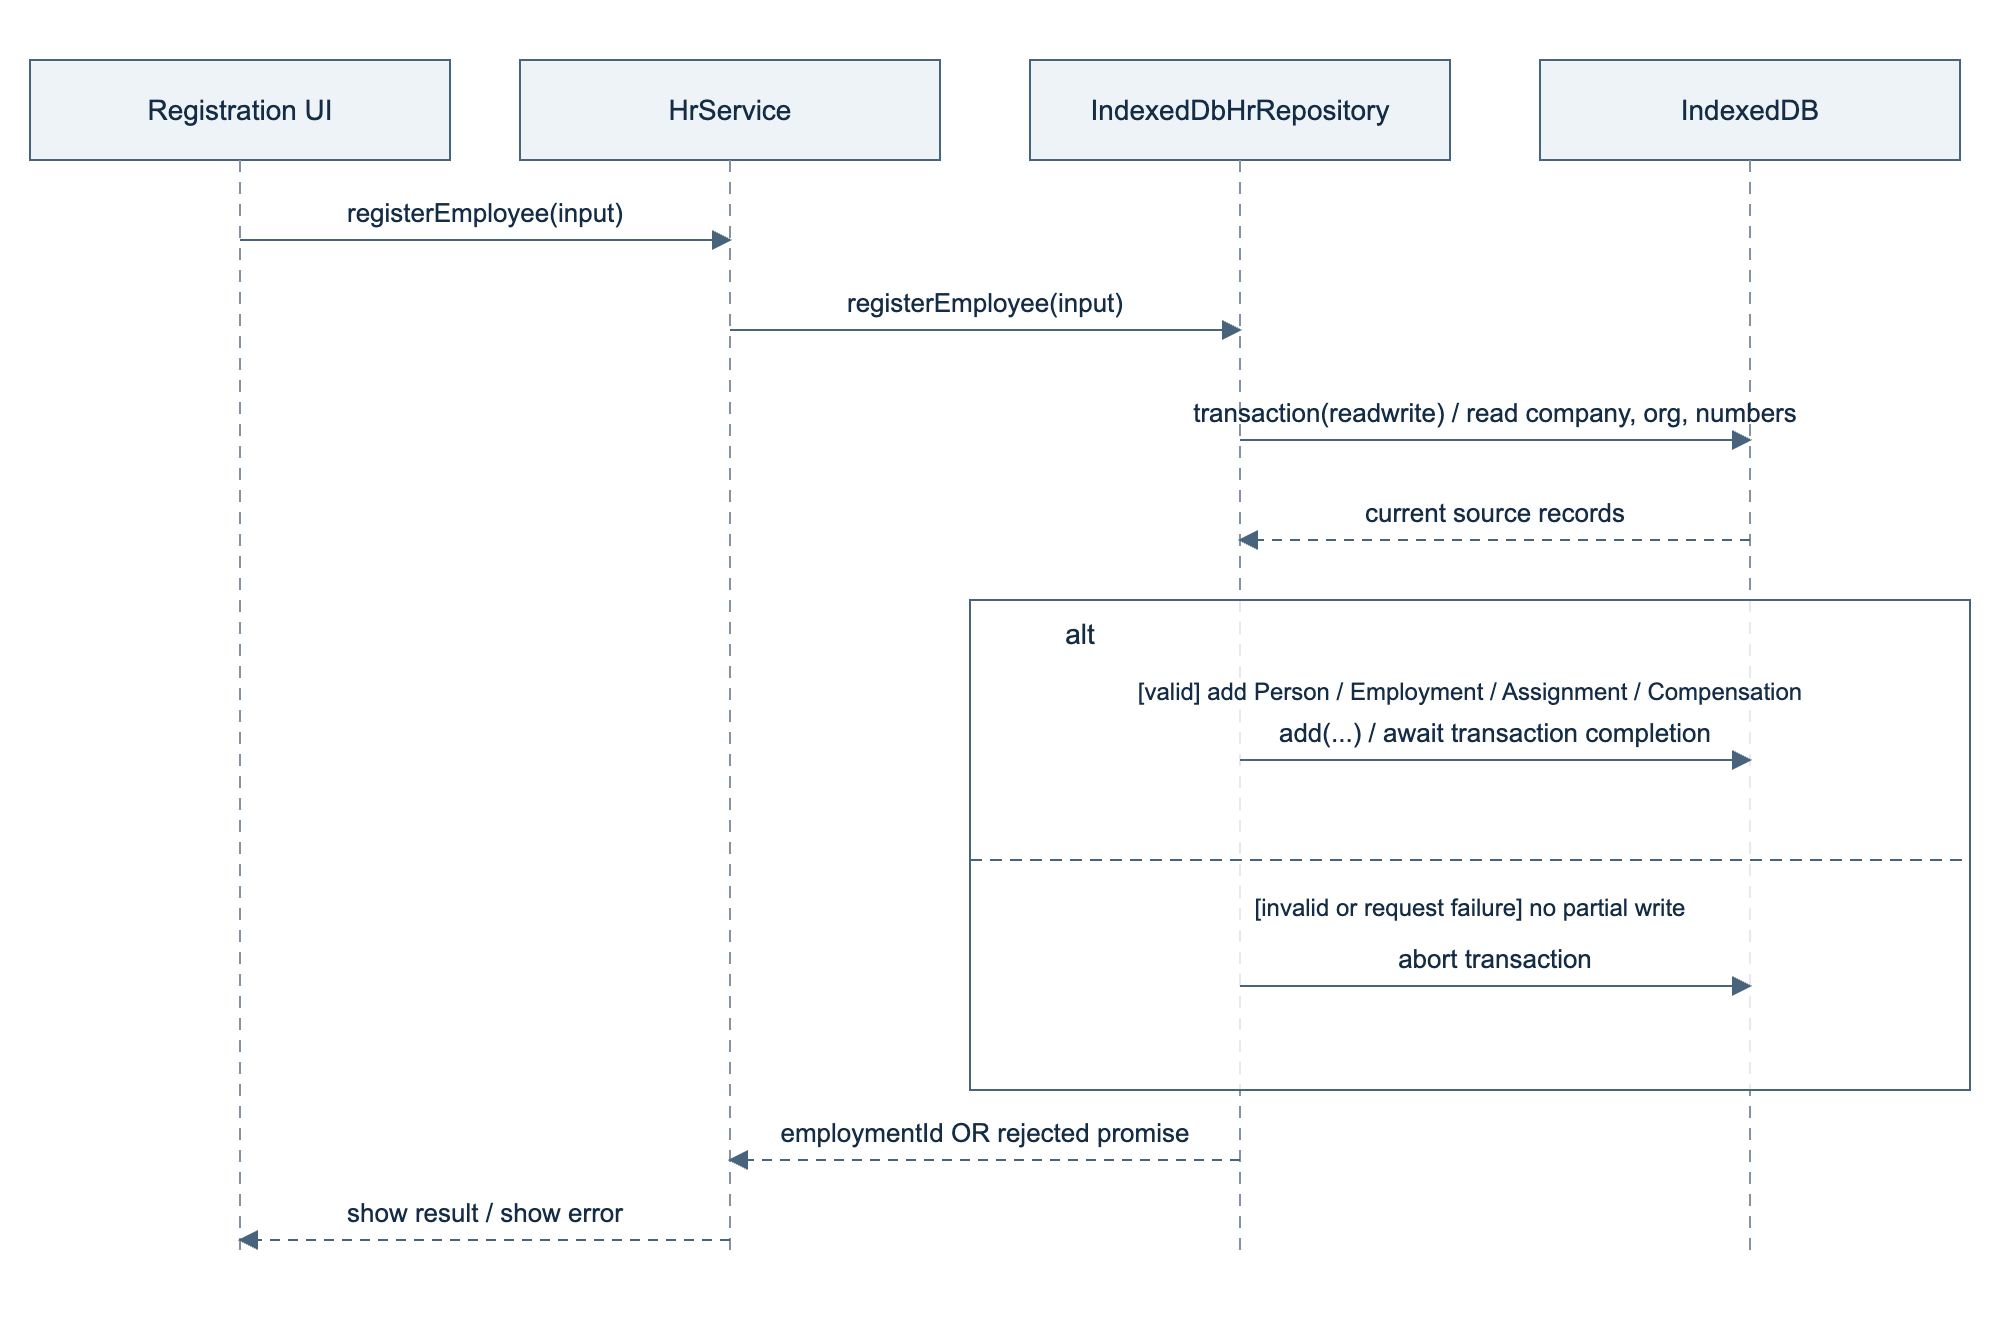 Registration UI
HrService
IndexedDbHrRepository
IndexedDB
registerEmployee(input)
registerEmployee(input)
transaction(readwrite) / read company, org, numbers
current source records
alt
[valid] add Person / Employment / Assignment / Compensation
add(...) / await transaction completion
[invalid or request failure] no partial write
abort transaction
employmentId OR rejected promise
show result / show error